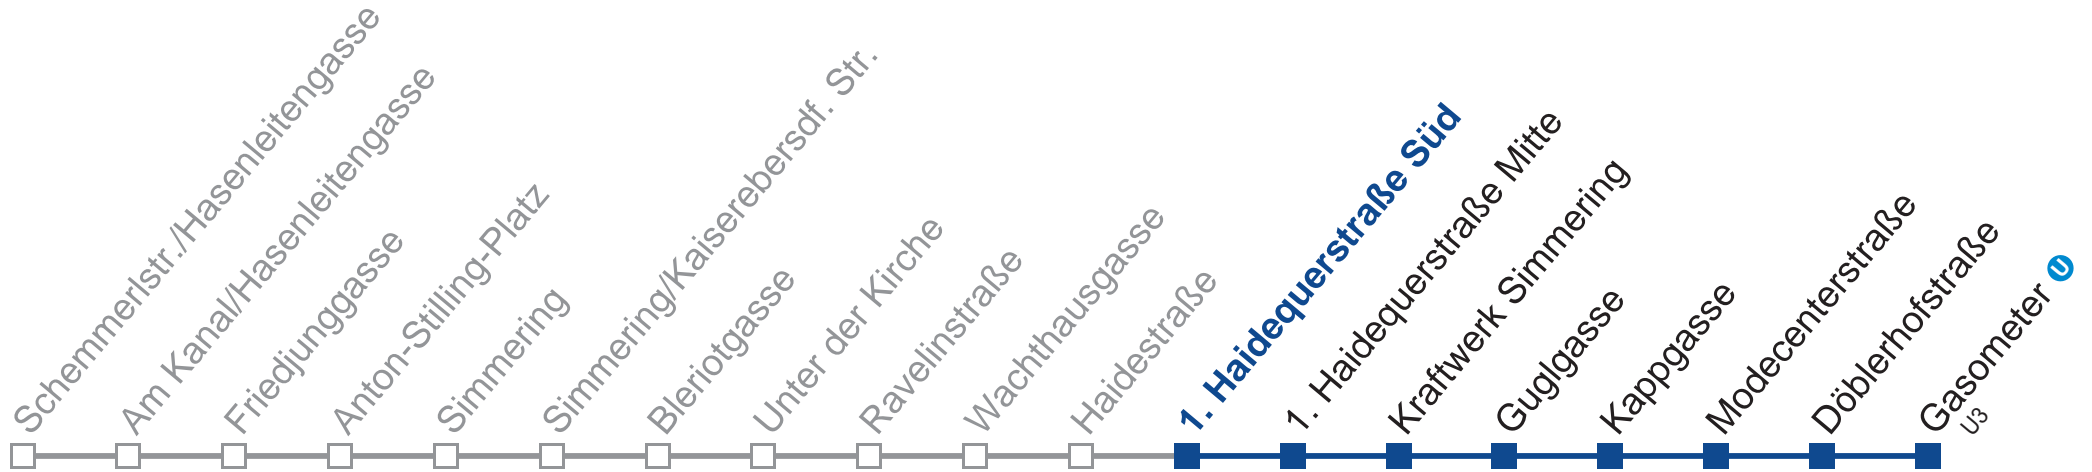 Schemmerlstr./Hasenleitengasse
Am Kanal/Hasenleitengasse
Friedjunggasse
Anton-Stilling-Platz
Simmering
Simmering/Kaiserebersdf. Str.
Bleriotgasse
Unter der Kirche
Ravelinstraße
Wachthausgasse
Haidestraße
1. Haidequerstraße Süd
1. Haidequerstraße Mitte
Kraftwerk Simmering
Guglgasse
Kappgasse
Modecenterstraße
Döblerhofstraße
Gasometer U
U3